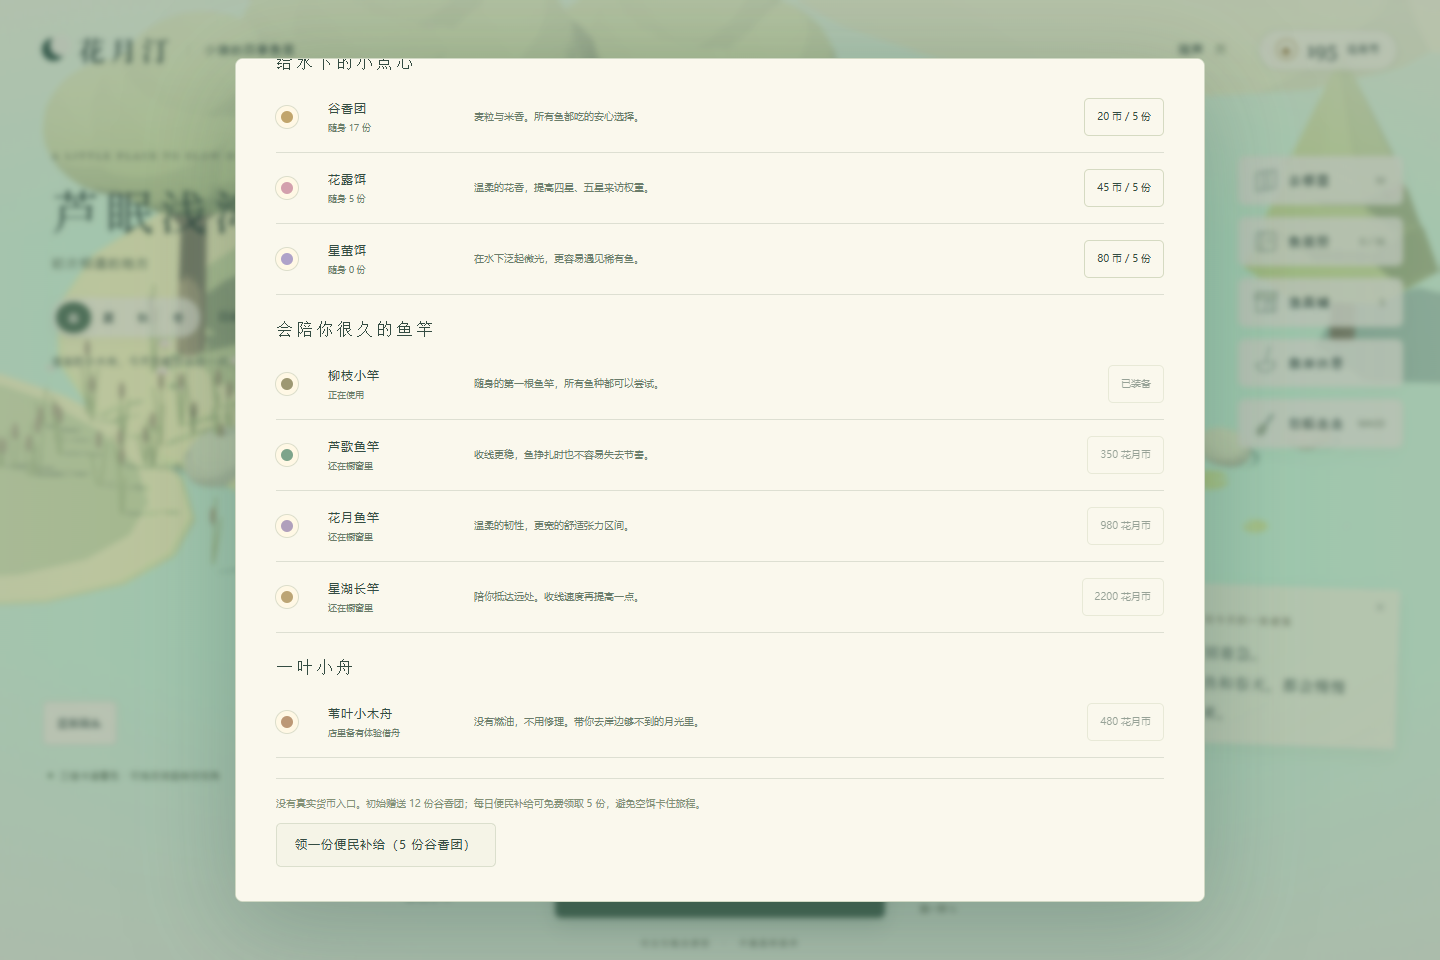 花月汀
195
芦眠浅
给水下的小点心
谷香团
随身 17 份
麦粒与米香。所有鱼都吃的安心选择。
20 币 / 5 份
花露饵
随身 5 份
温柔的花香，提高四星、五星来访权重。
45 币 / 5 份
星萤饵
随身 0 份
在水下泛起微光，更容易遇见稀有鱼。
80 币 / 5 份
会陪你很久的鱼竿
柳枝小竿
正在使用
随身的第一根鱼竿，所有鱼种都可以尝试。
已装备
芦歌鱼竿
还在橱窗里
收线更稳，鱼挣扎时也不容易失去节奏。
350 花月币
花月鱼竿
还在橱窗里
温柔的韧性，更宽的舒适张力区间。
980 花月币
星湖长竿
还在橱窗里
陪你抵达远处。收线速度再提高一点。
2200 花月币
一叶小舟
苇叶小木舟
店里备有体验借舟
没有燃油，不用修理。带你去岸边够不到的月光里。
480 花月币
没有真实货币入口。初始赠送 12 份谷香团；每日便民补给可免费领取 5 份，避免空饵卡住旅程。
领一份便民补给（5 份谷香团）